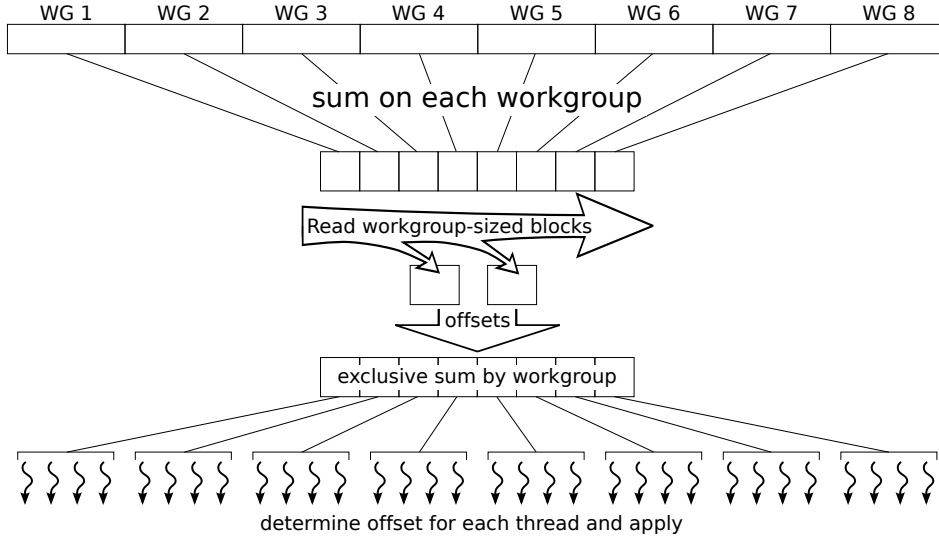 WG 1 WG 2 WG 3 WG 4 WG 5 WG 6 WG 7 WG 8
sum on each workgroup
Read workgroup-sized blocks
offsets
exclusive sum by workgroup
determine offset for each thread and apply